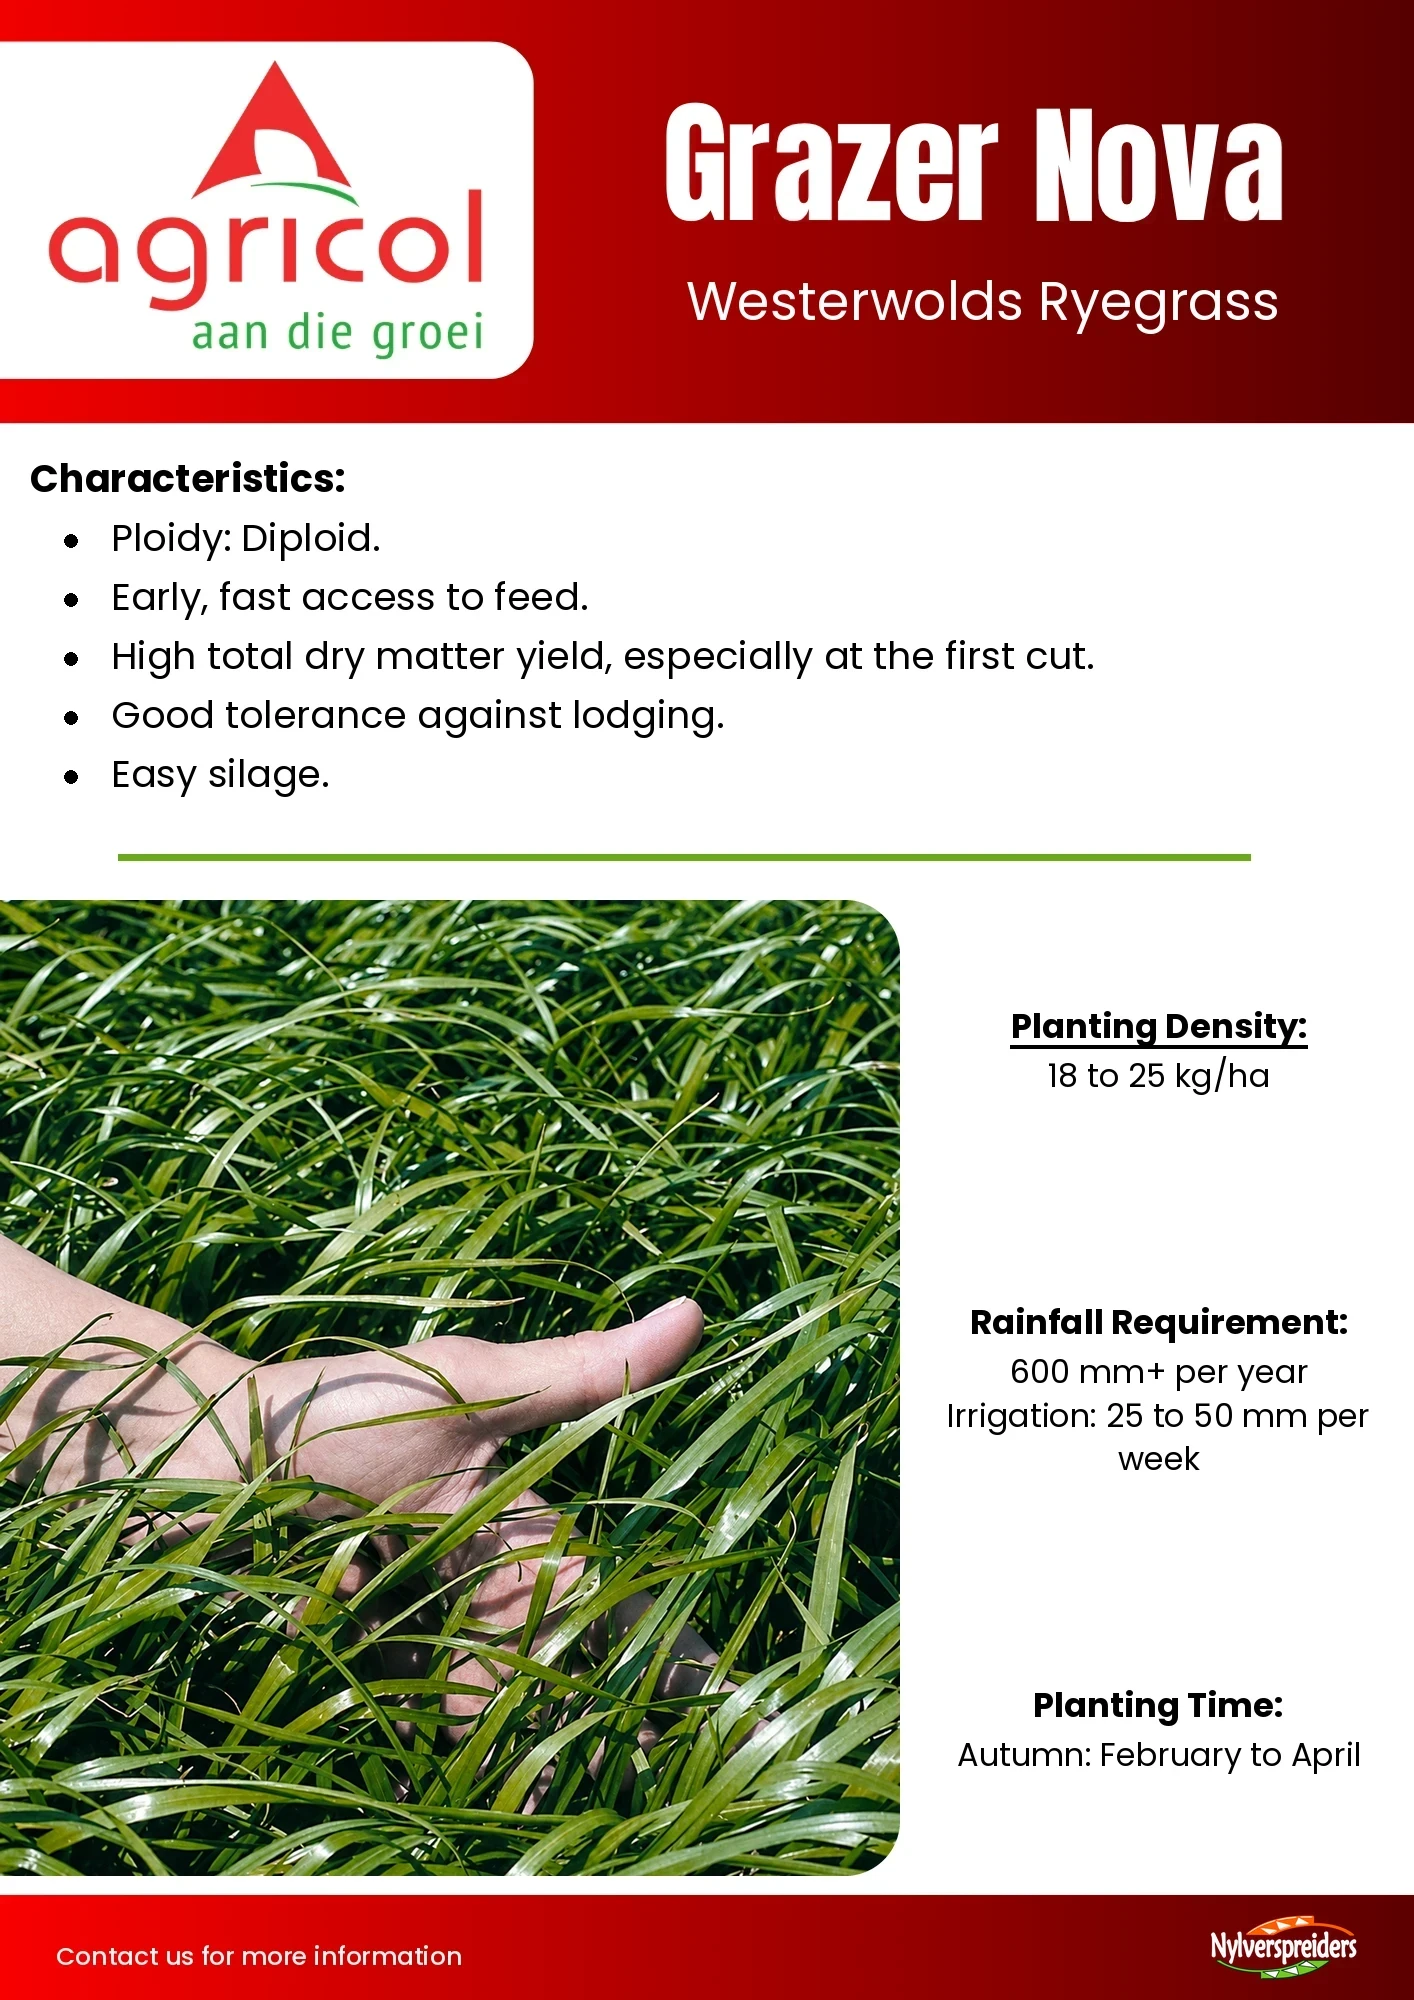 agricol
aan die groei
Grazer Nova
Westerwolds Ryegrass
Characteristics:
• Ploidy: Diploid.
• Early, fast access to feed.
• High total dry matter yield, especially at the first cut.
• Good tolerance against lodging.
• Easy silage.
Planting Density:
18 to 25 kg/ha
Rainfall Requirement:
600 mm+ per year
Irrigation: 25 to 50 mm per
week
Planting Time:
Autumn: February to April
Contact us for more information
Nylverspreiders